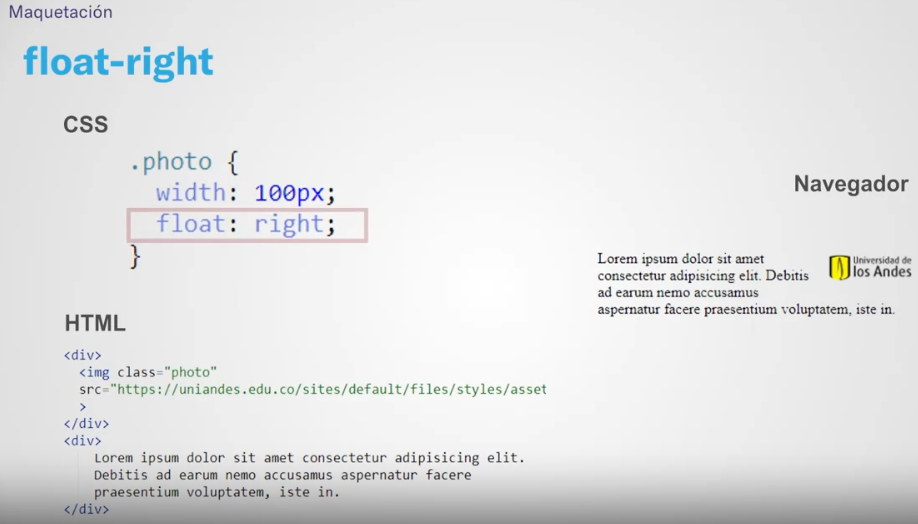 Maquetación
float-right
CSS
.photo {
width: 100px;
float: right;
}
Navegador
Lorem ipsum dolor sit amet
consectetur adipisicing elit. Debitis
ad earum nemo accusamus
aspernatur facere praesentium voluptatem, iste in.
Universidad de
los Andes
HTML
<div>
<img class="photo"
src="https://uniandes.edu.co/sites/default/files/styles/asset
>
</div>
<div>
Lorem ipsum dolor sit amet consectetur adipisicing elit.
Debitis ad earum nemo accusamus aspernatur facere
praesentium voluptatem, iste in.
</div>